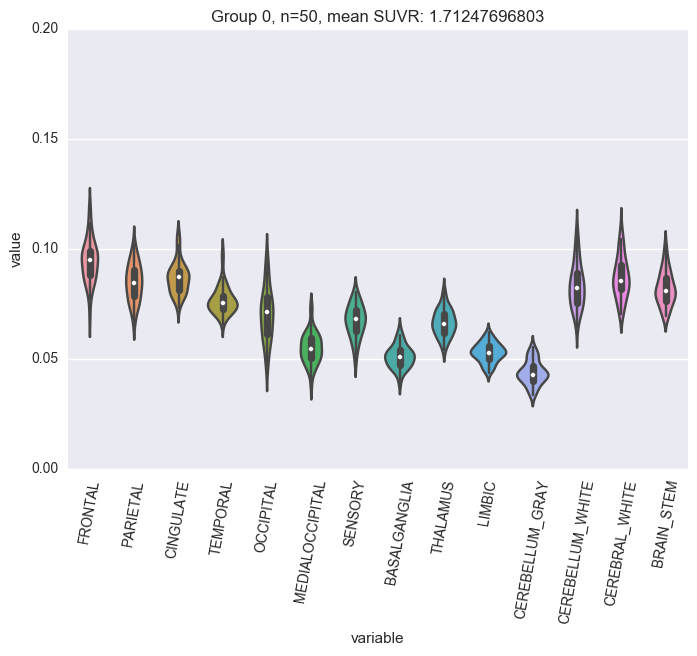 Group 0, n=50, mean SUVR: 1.71247696803
0.20
0.15
0.10
0.05
0.00
value
FRONTAL
PARIETAL
CINGULATE
TEMPORAL
OCCIPITAL
MEDIALOCCIPITAL
SENSORY
BASALGANGLIA
THALAMUS
LIMBIC
CEREBELLUM_GRAY
CEREBELLUM_WHITE
CEREBRAL_WHITE
BRAIN_STEM
variable